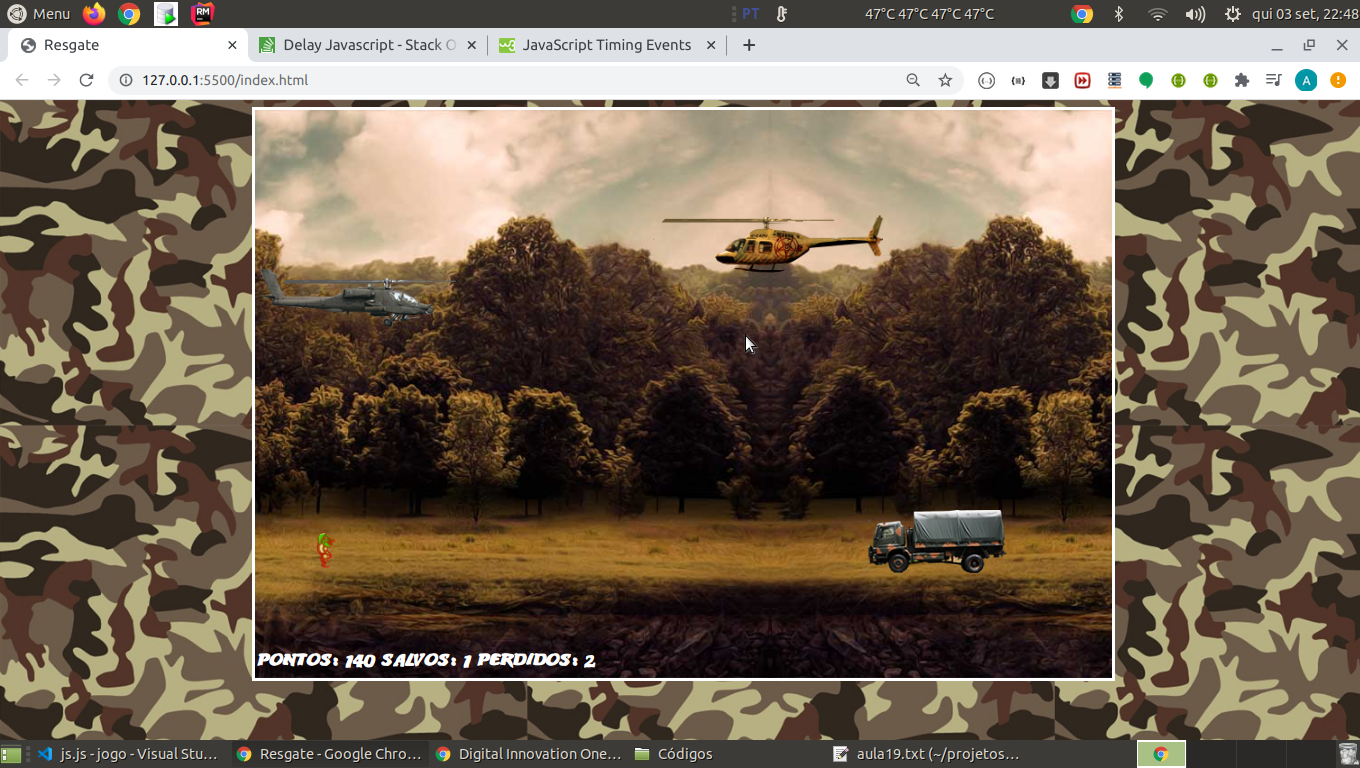 Menu RM PT 47°C 47°C 47°C 47°C qui 03 set, 22:48
Resgate Delay Javascript - Stack O JavaScript Timing Events
127.0.0.1:5500/index.html A
PONTOS: 140 SALVOS: 1 PERDIDOS: 2
js.js - jogo - Visual Stu... Resgate - Google Chro... Digital Innovation One... Códigos aula19.txt (~/projetos...